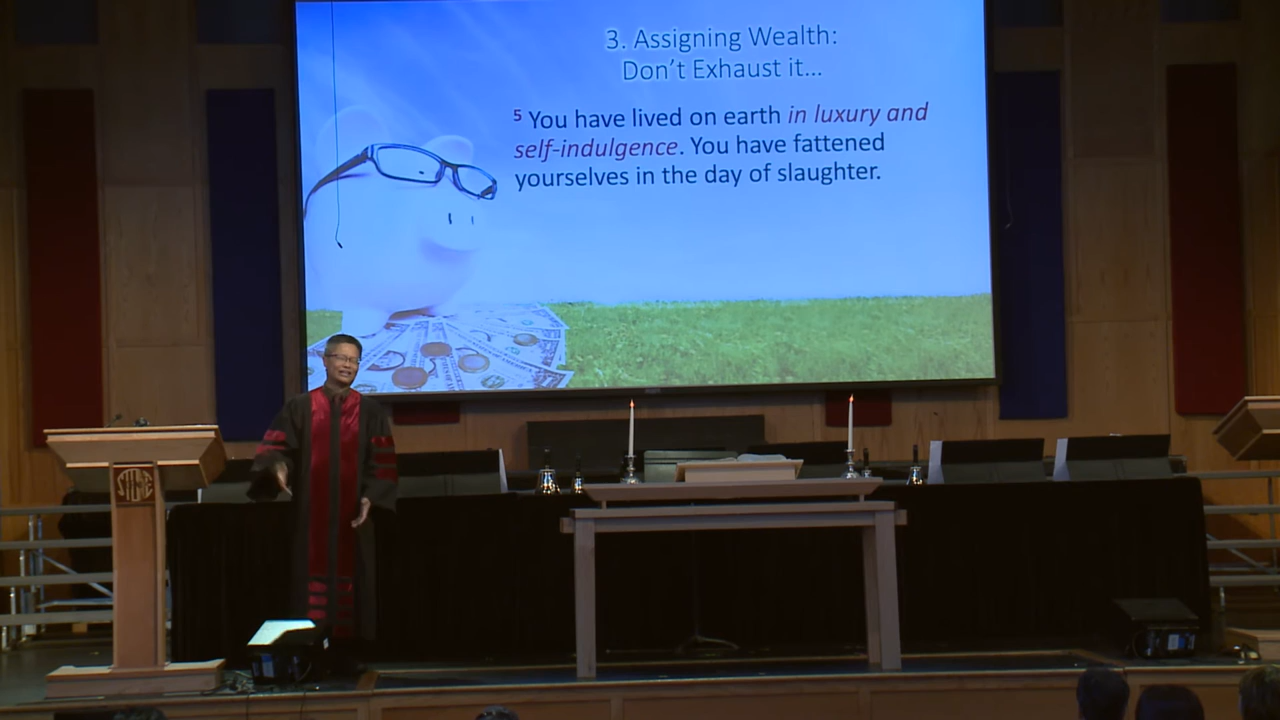 3. Assigning Wealth:
Don't Exhaust it...
5 You have lived on earth in luxury and
self-indulgence. You have fattened
yourselves in the day of slaughter.